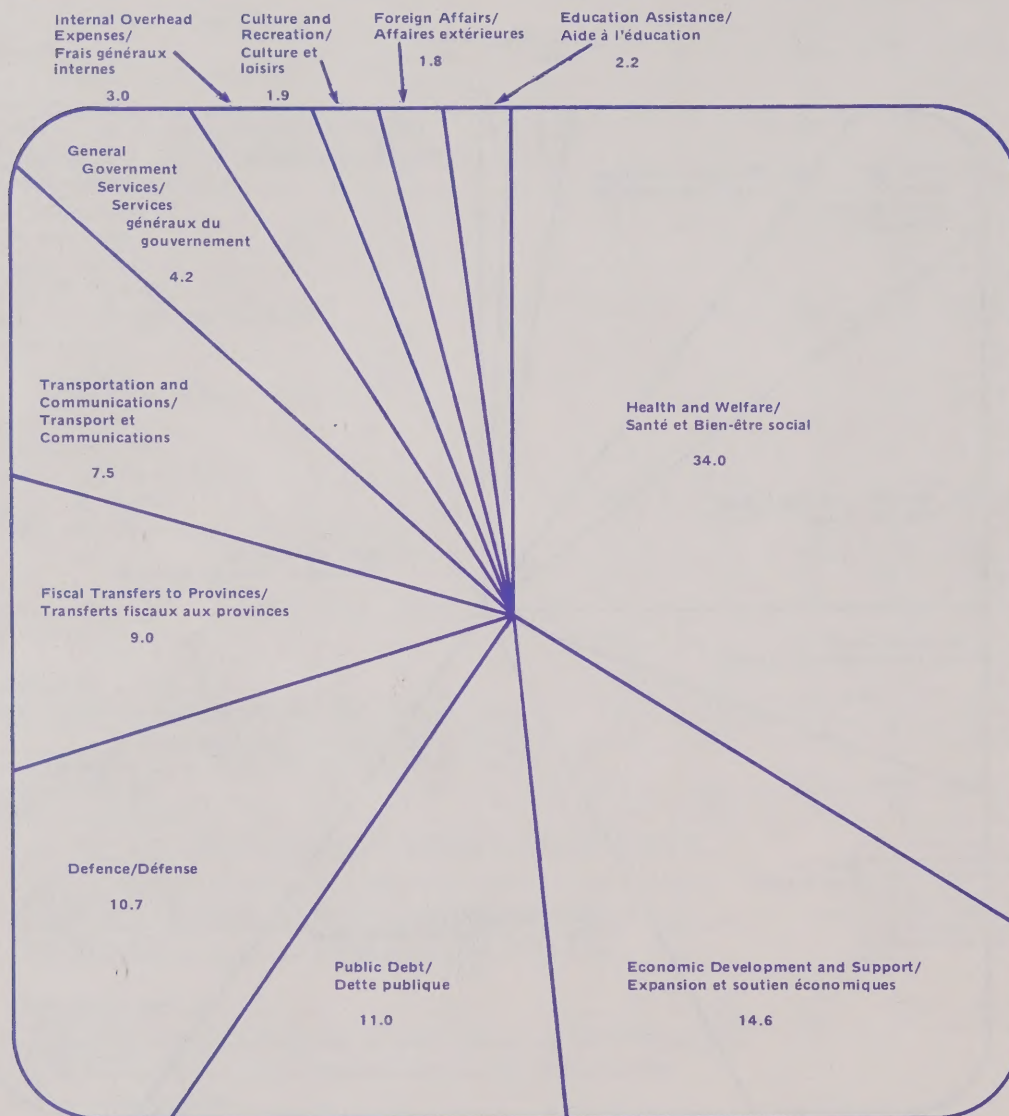 Internal Overhead
Expenses/
Frais généraux
internes
3.0
Culture and
Recreation/
Culture et
loisirs
1.9
Foreign Affairs/
Affaires extérieures
1.8
Education Assistance/
Aide à l'éducation
2.2
General
Government
Services/
Services
généraux du
gouvernement
4.2
Transportation and
Communications/
Transport et
Communications
7.5
Health and Welfare/
Santé et Bien-être social
34.0
Fiscal Transfers to Provinces/
Transferts fiscaux aux provinces
9.0
Defence/Défense
10.7
Public Debt/
Dette publique
11.0
Economic Development and Support/
Expansion et soutien économiques
14.6